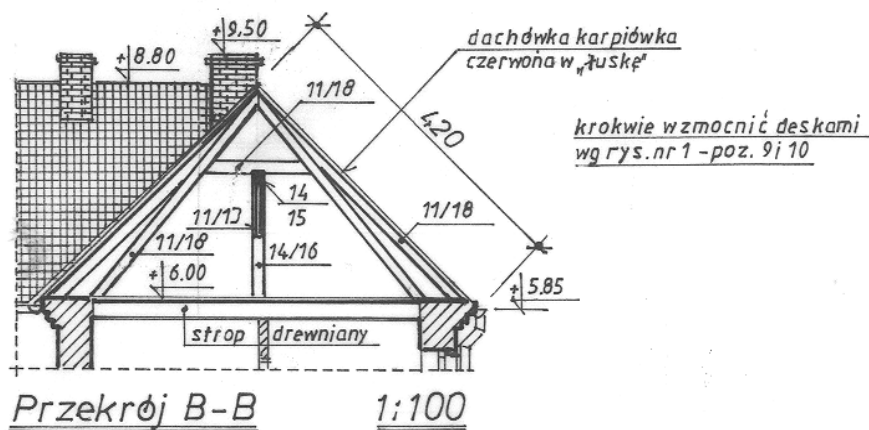 +9,50
+8.80
dachówka karpiówka
czerwona w „łuskę"
11/18
420
krokwie wzmocnić deskami
wg rys. nr 1 - poz. 9 i 10
14
15
11/13
11/18
11/18
14/16
+6.00
+5.85
strop drewniany
Przekrój B-B 1:100